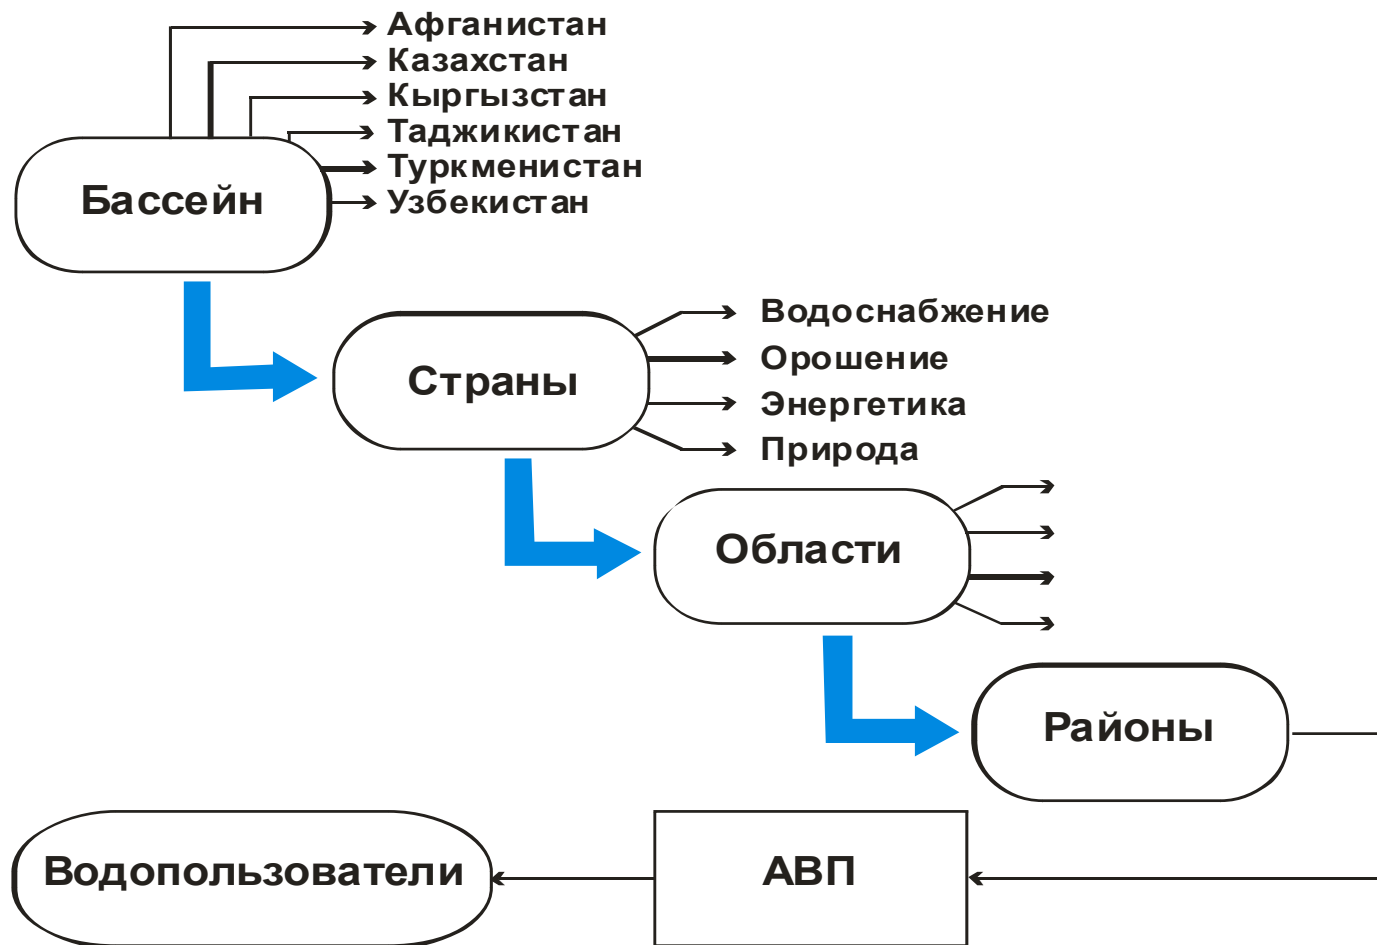 Афганистан
Казахстан
Кыргызстан
Таджикистан
Туркменистан
Узбекистан
Бассейн
Водоснабжение
Орошение
Энергетика
Природа
Страны
Области
Районы
Водопользователи
АВП